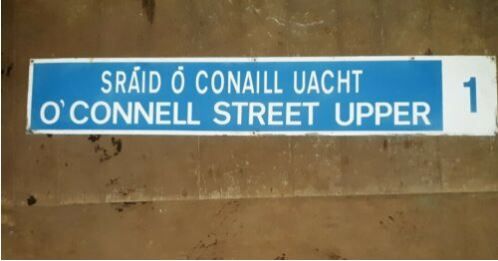 SRÁID Ó CONAILL UACHT
O'CONNELL STREET UPPER
1